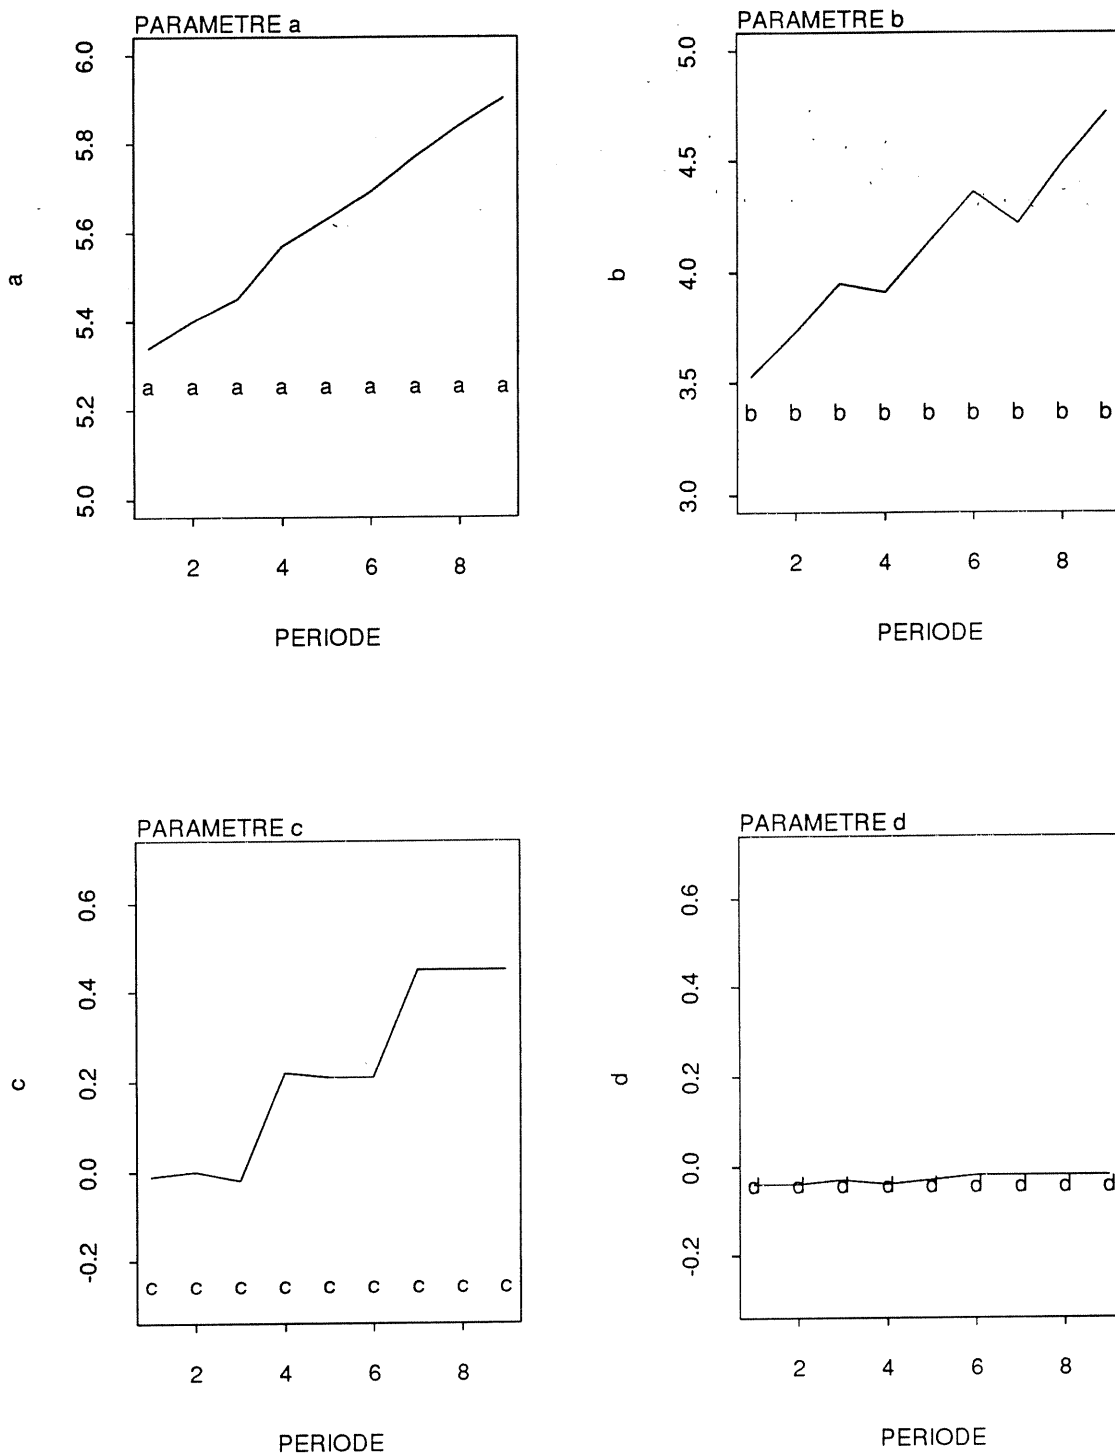 PARAMETRE a
6.0
5.8
5.6
5.4
5.2
5.0
a
a a a a a a a a a
2 4 6 8
PERIODE
PARAMETRE b
5.0
4.5
4.0
3.5
3.0
b
b b b b b b b b b
2 4 6 8
PERIODE
PARAMETRE c
0.6
0.4
0.2
0.0
-0.2
c
c c c c c c c c c
2 4 6 8
PERIODE
PARAMETRE d
0.6
0.4
0.2
0.0
-0.2
d
d d d d d d d d d
2 4 6 8
PERIODE